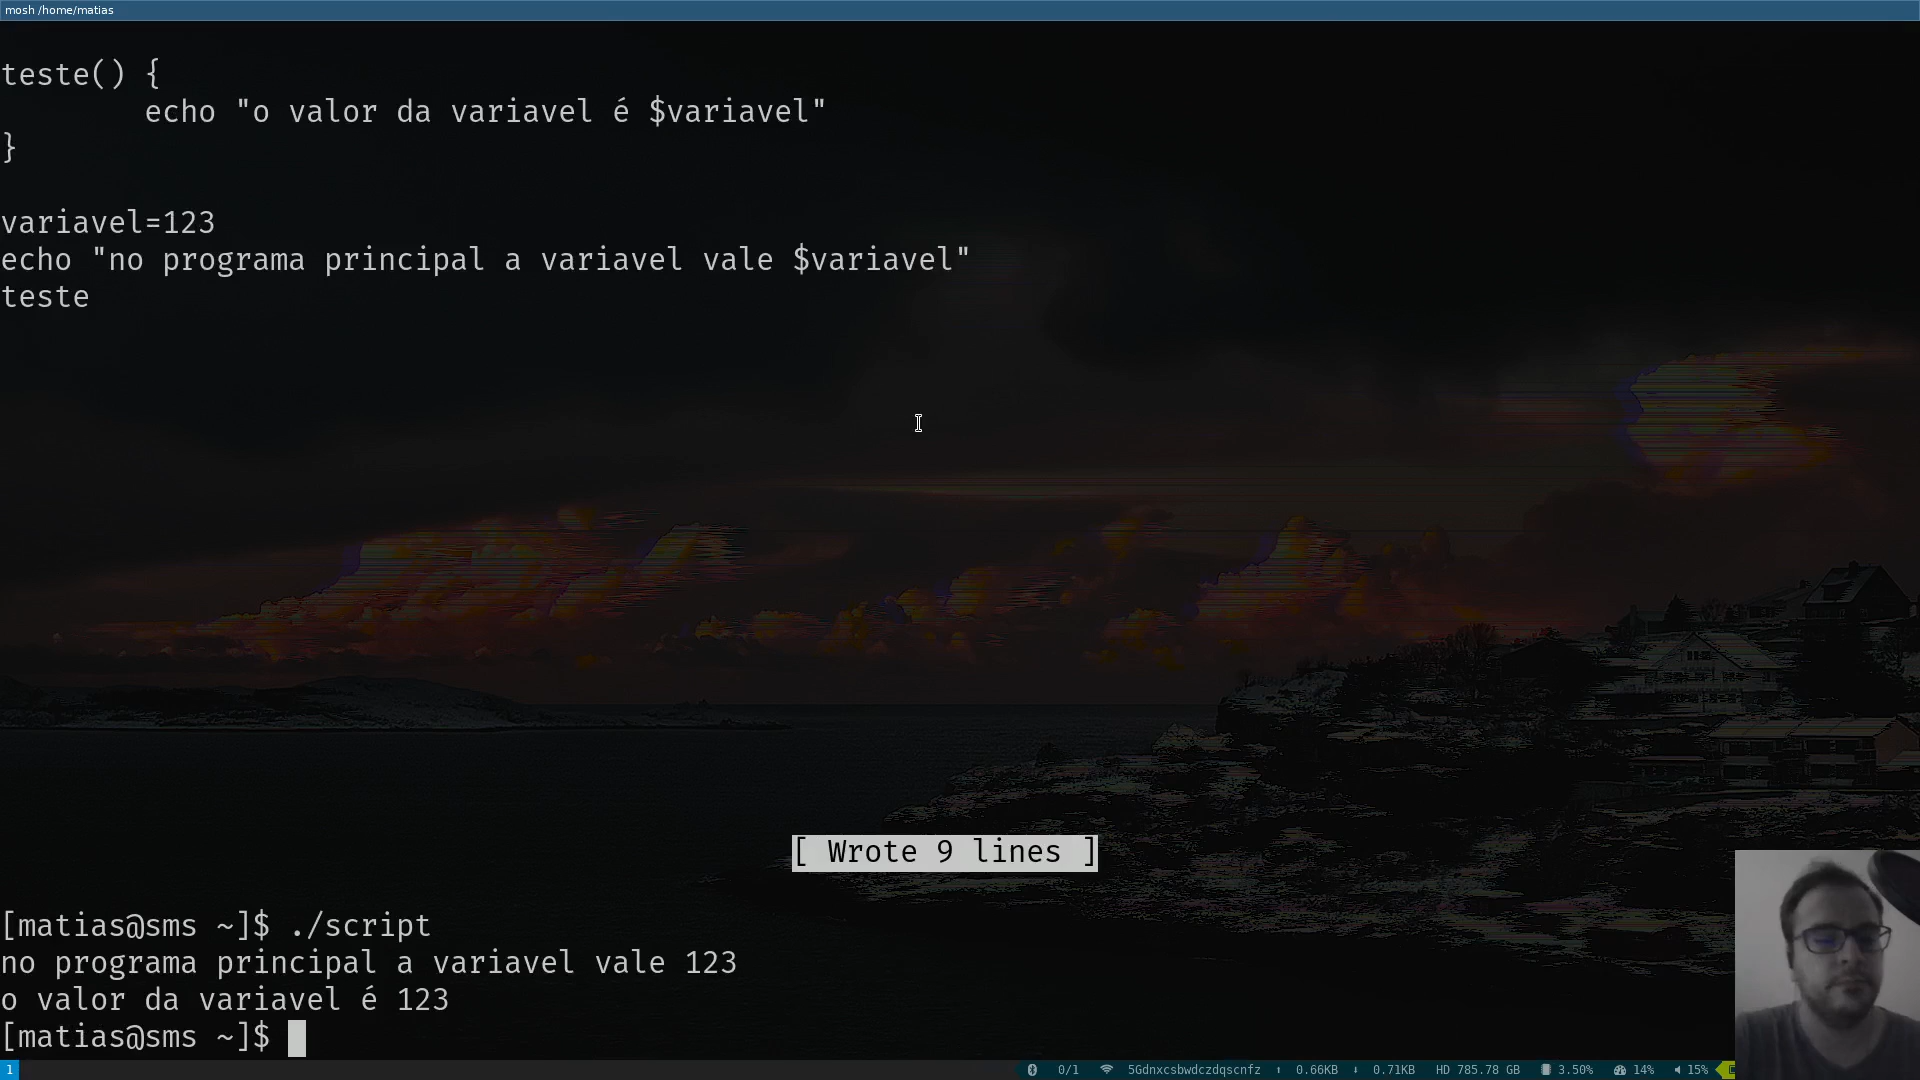 mosh /home/matias
teste() {
        echo "o valor da variavel é $variavel"
}
variavel=123
echo "no programa principal a variavel vale $variavel"
teste
[ Wrote 9 lines ]
[matias@sms ~]$ ./script
no programa principal a variavel vale 123
o valor da variavel é 123
[matias@sms ~]$
1 0/1 5Gdnxcsbwdczdqscnfz 0.66KB 0.71KB HD 785.78 GB 3.50% 14% 15%